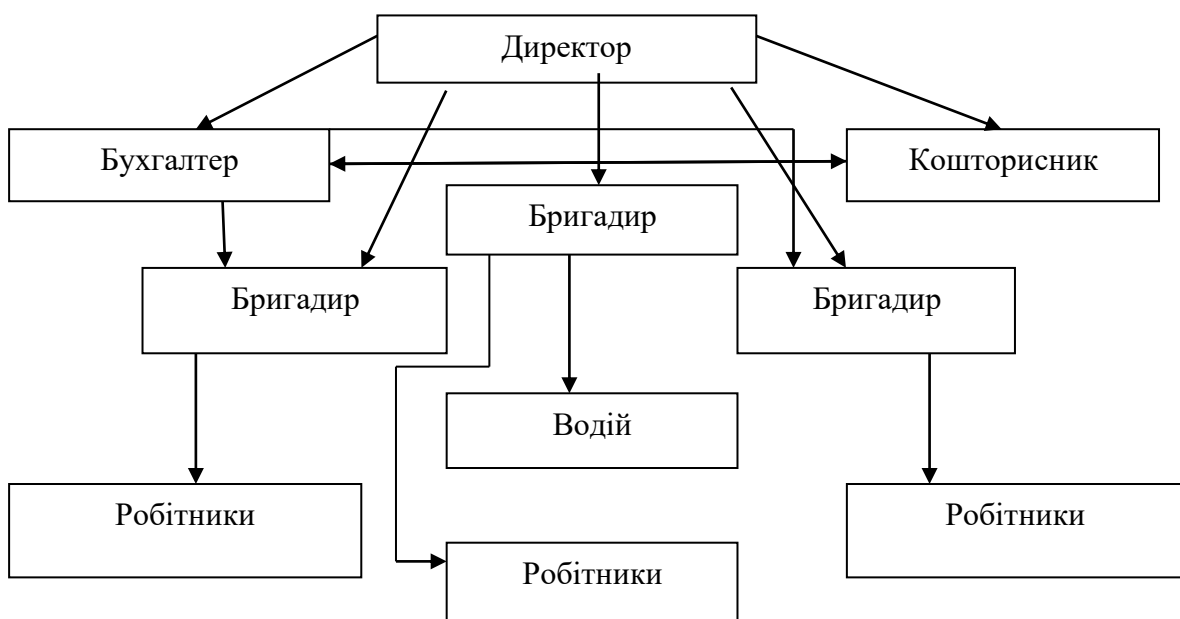 Директор
Бухгалтер
Кошторисник
Бригадир
Бригадир
Бригадир
Водій
Робітники
Робітники
Робітники